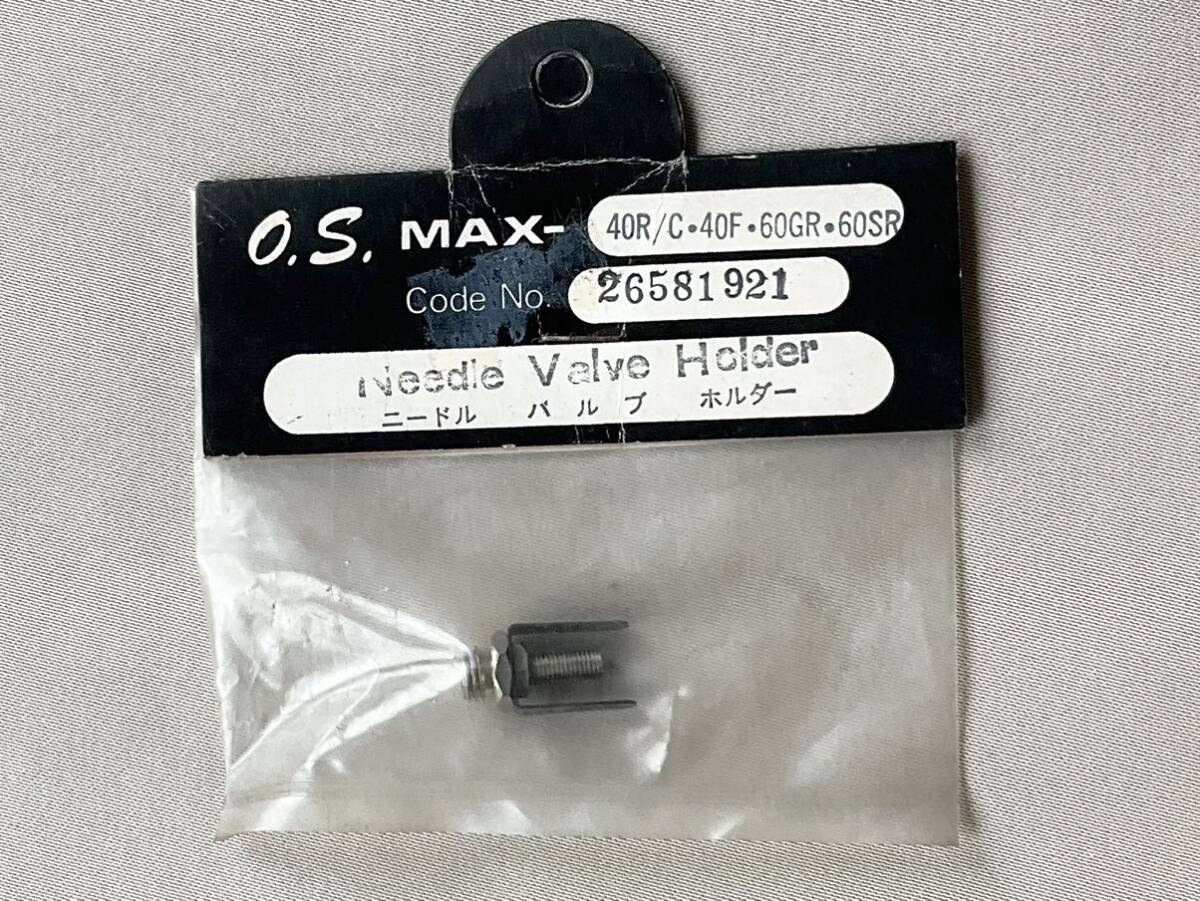 O.S. MAX- 40R/C・40F・60GR・60SR
Code No. 26581921
Needle Valve Holder
ニードル バルブ ホルダー